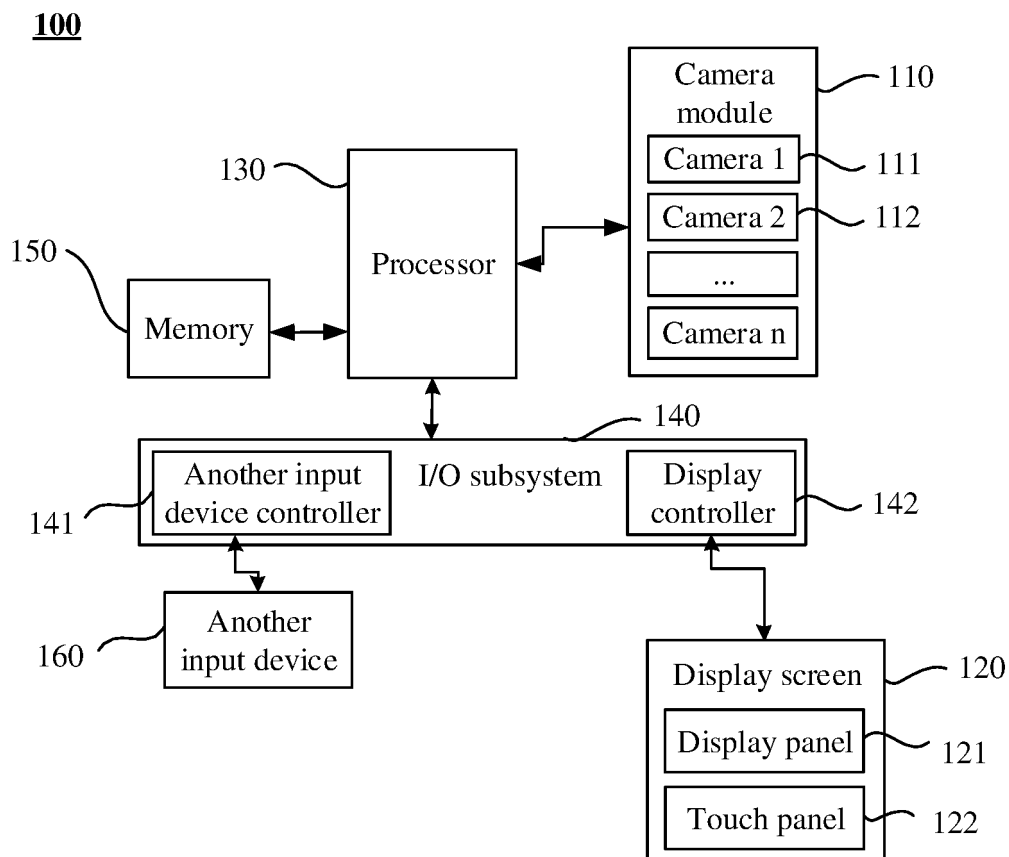 100
Camera
module
110
Camera 1
111
Camera 2
112
...
Camera n
130
Processor
150
Memory
140
I/O subsystem
Another input
device controller
141
Display
controller
142
Another
input device
160
Display screen
120
Display panel
121
Touch panel
122